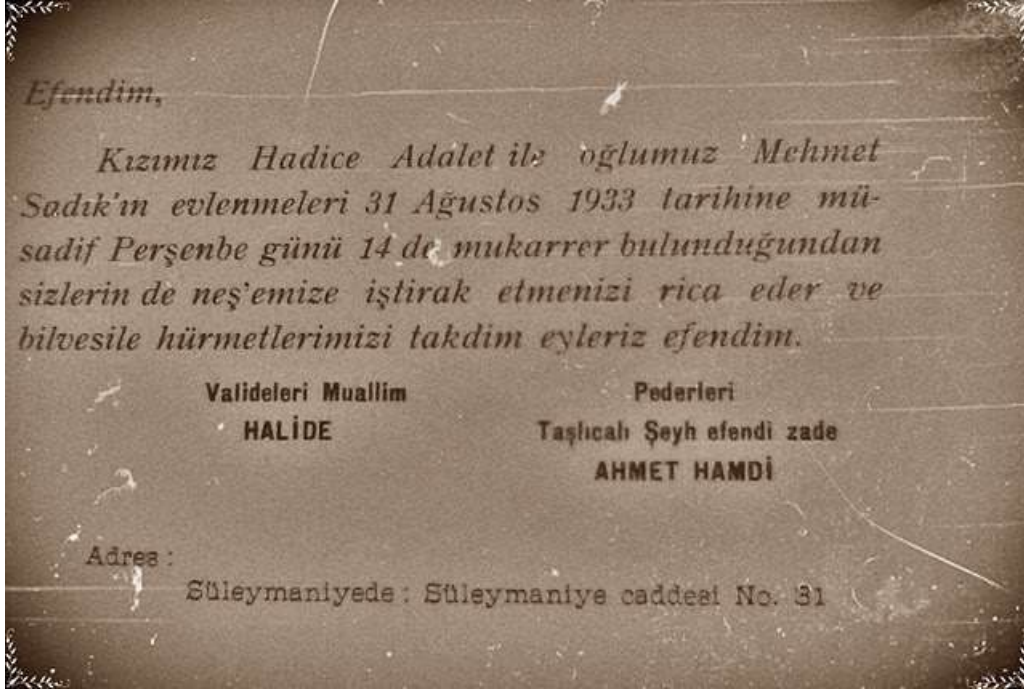 Efendim,
Kızımız Hadice Adalet ile oğlumuz Mehmet
Sadık'ın evlenmeleri 31 Ağustos 1933 tarihine mü-
sadif Perşenbe günü 14 de mukarrer bulunduğundan
sizlerin de neş'emize iştirak etmenizi rica eder ve
bilvesile hürmetlerimizi takdim eyleriz efendim.
Valideleri Muallim
HALİDE
Pederleri
Taşlıcalı Şeyh efendi zade
AHMET HAMDİ
Adres :
Süleymaniyede : Süleymaniye caddesi No. 31